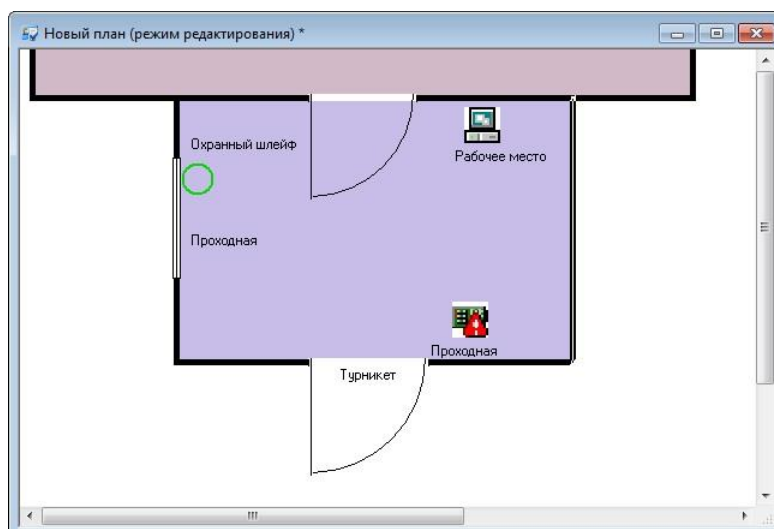 Новый план (режим редактирования) *
Охранный шлейф
Рабочее место
Проходная
Проходная
Турникет